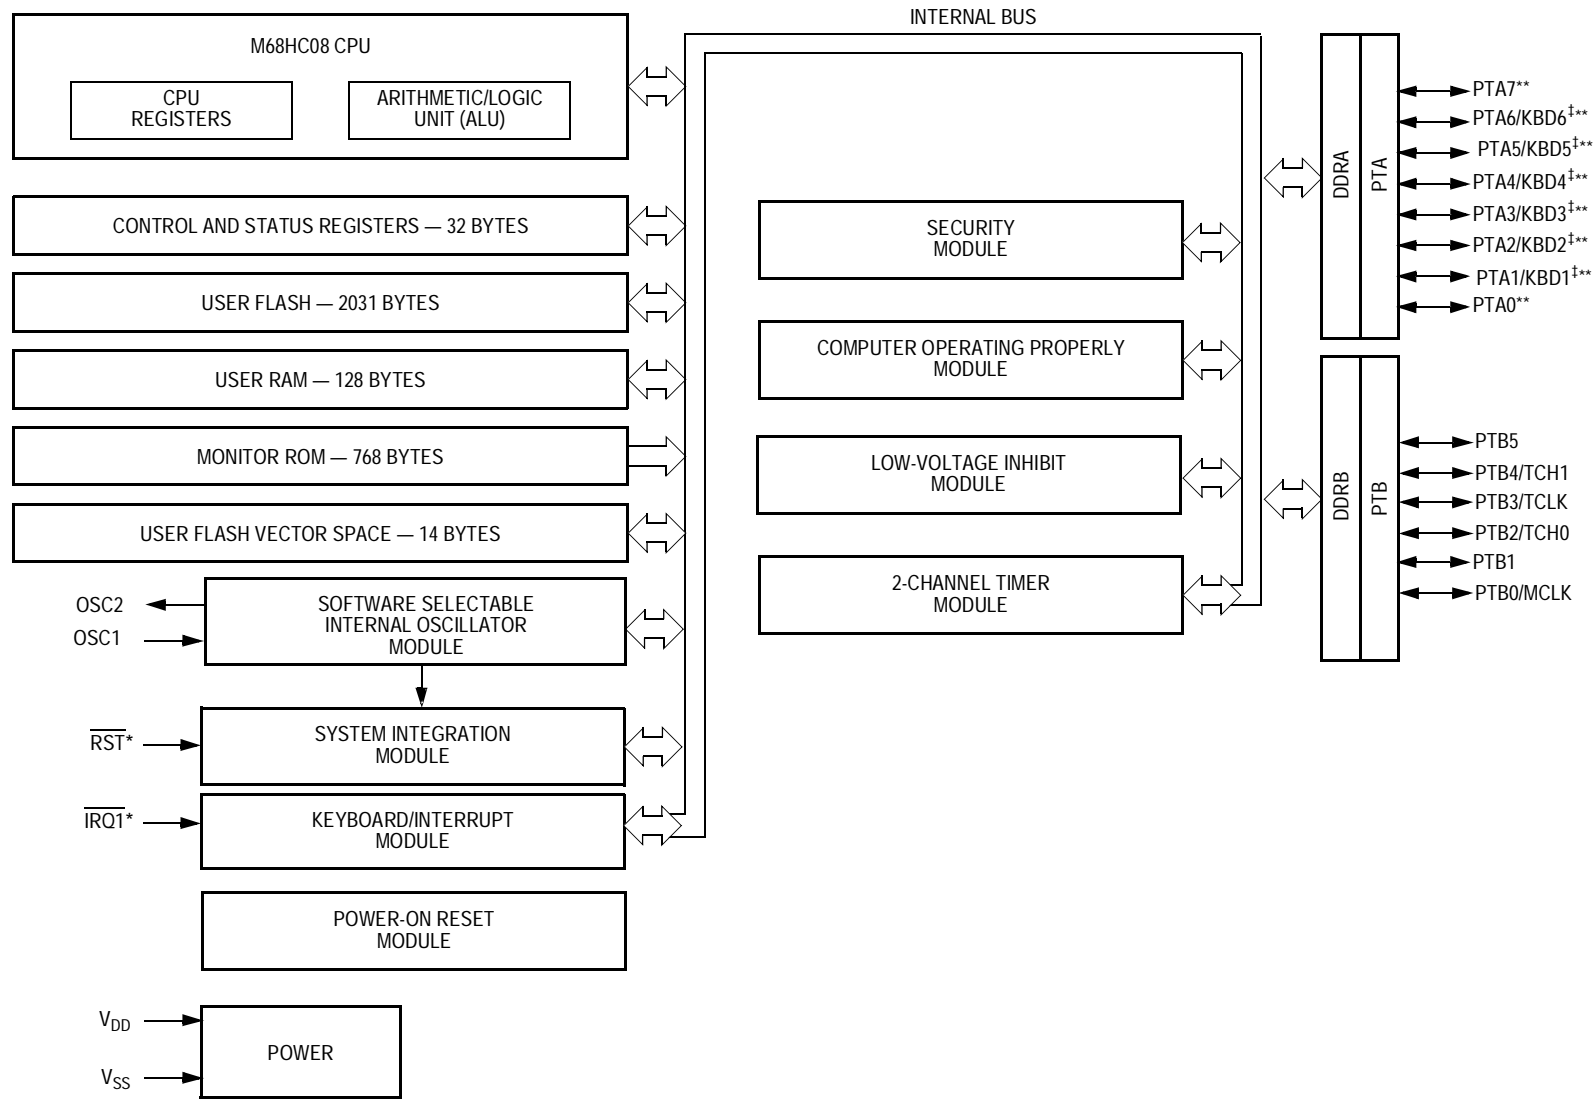 INTERNAL BUS
M68HC08 CPU
CPU
REGISTERS
ARITHMETIC/LOGIC
UNIT (ALU)
CONTROL AND STATUS REGISTERS — 32 BYTES
USER FLASH — 2031 BYTES
USER RAM — 128 BYTES
MONITOR ROM — 768 BYTES
USER FLASH VECTOR SPACE — 14 BYTES
OSC2
OSC1
SOFTWARE SELECTABLE
INTERNAL OSCILLATOR
MODULE
RST*
SYSTEM INTEGRATION
MODULE
IRQ1*
KEYBOARD/INTERRUPT
MODULE
POWER-ON RESET
MODULE
VDD
VSS
POWER
SECURITY
MODULE
COMPUTER OPERATING PROPERLY
MODULE
LOW-VOLTAGE INHIBIT
MODULE
2-CHANNEL TIMER
MODULE
DDRA
PTA
PTA7**
PTA6/KBD6‡**
PTA5/KBD5‡**
PTA4/KBD4‡**
PTA3/KBD3‡**
PTA2/KBD2‡**
PTA1/KBD1‡**
PTA0**
DDRB
PTB
PTB5
PTB4/TCH1
PTB3/TCLK
PTB2/TCH0
PTB1
PTB0/MCLK